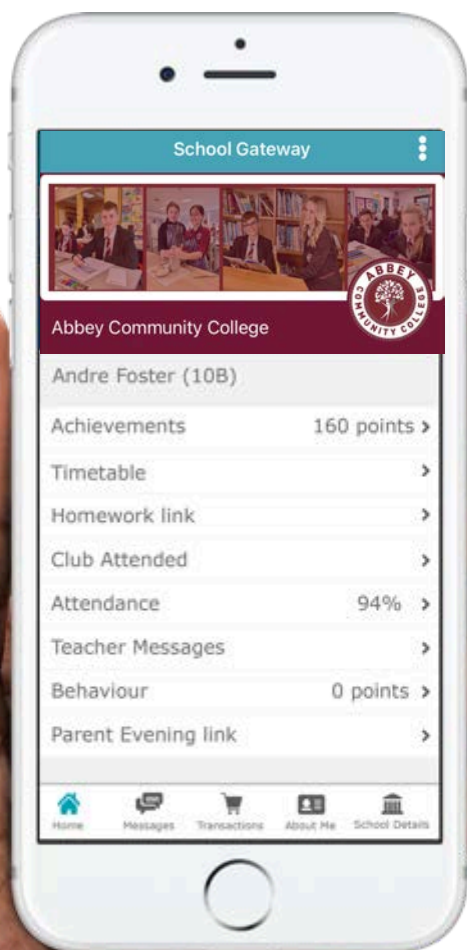 School Gateway
ABBEY COMMUNITY COLLEGE
Abbey Community College
Andre Foster (10B)
Achievements 160 points >
Timetable >
Homework link >
Club Attended >
Attendance 94% >
Teacher Messages >
Behaviour 0 points >
Parent Evening link >
Home Messages Transactions About Me School Details